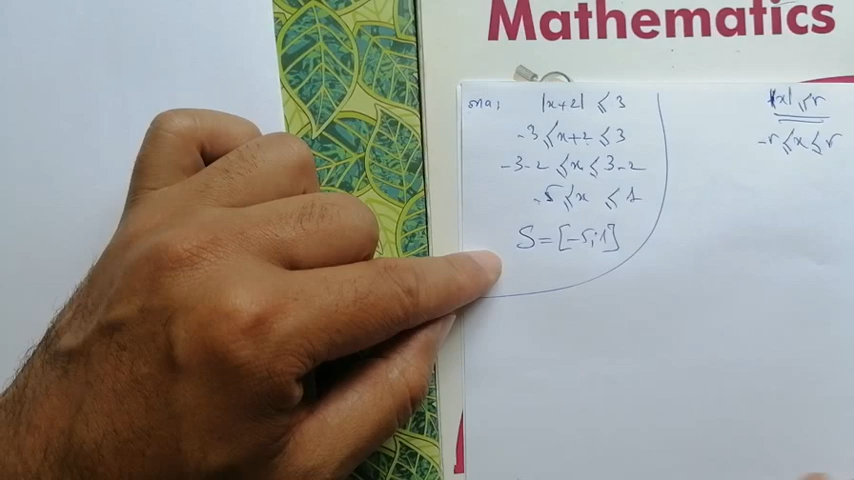 Mathematics
|x+2| ⩽ 3
-3 ⩽ x+2 ⩽ 3
-3-2 ⩽ x ⩽ 3-2
-5 ⩽ x ⩽ 1
S = [-5;1]
|x| ⩽ r
-r ⩽ x ⩽ r